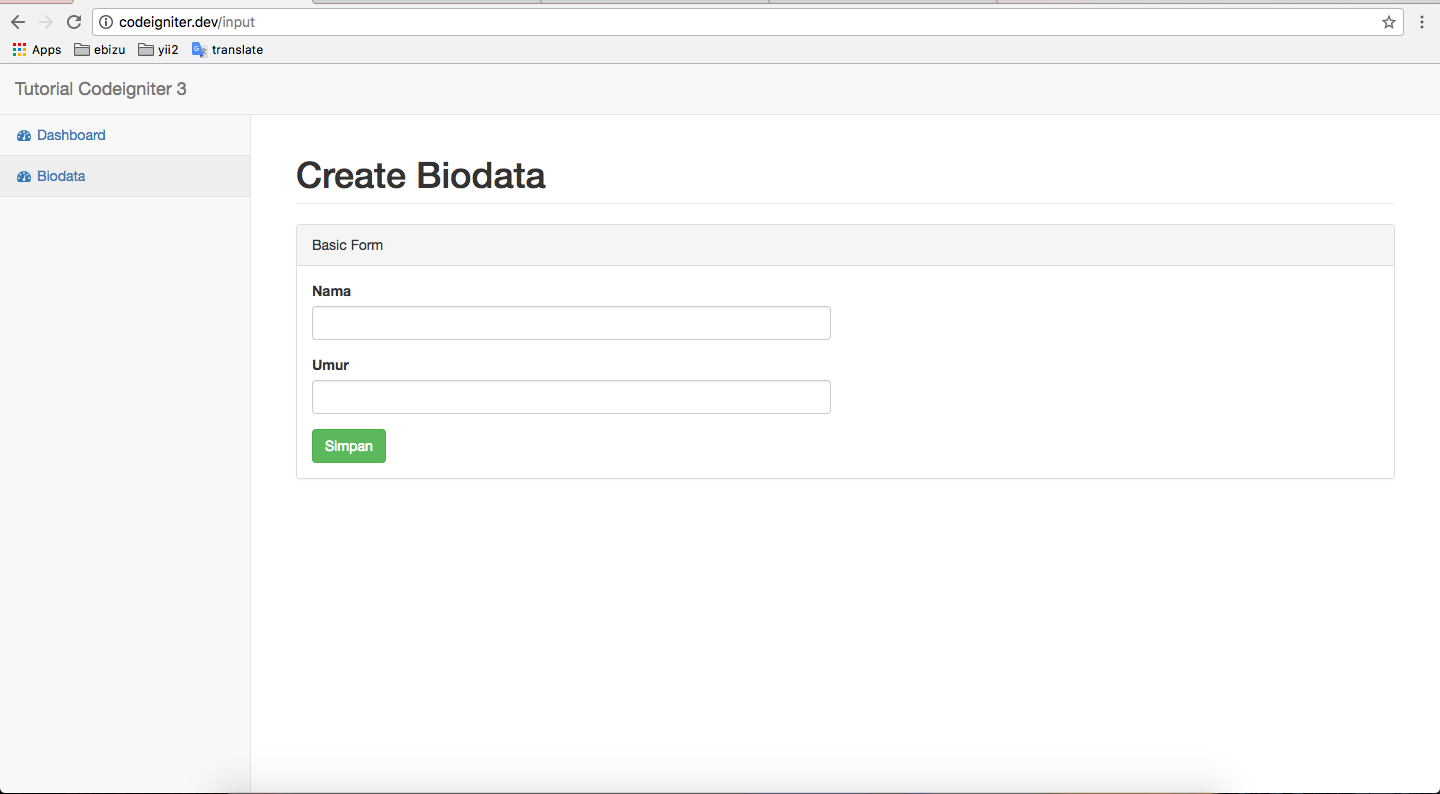 codeigniter.dev/input
Apps ebizu yii2 translate
Tutorial Codeigniter 3
Dashboard
Biodata
Create Biodata
Basic Form
Nama
Umur
Simpan